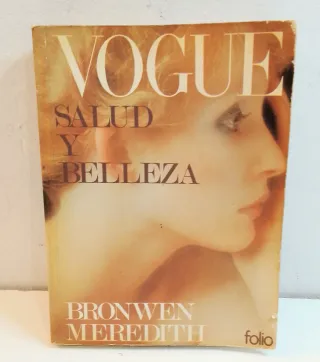 VOGUE
SALUD
Y
BELLEZA
BRONWEN
MEREDITH
folio